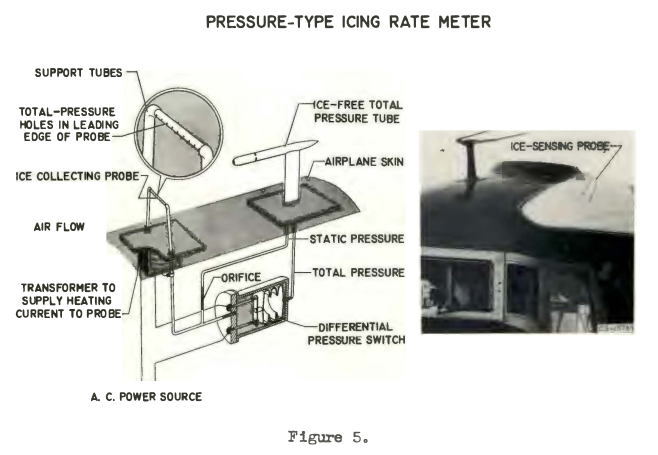 PRESSURE-TYPE ICING RATE METER
SUPPORT TUBES
TOTAL-PRESSURE
HOLES IN LEADING
EDGE OF PROBE
ICE COLLECTING PROBE
AIR FLOW
TRANSFORMER TO
SUPPLY HEATING
CURRENT TO PROBE
A. C. POWER SOURCE
ICE-FREE TOTAL
PRESSURE TUBE
AIRPLANE SKIN
STATIC PRESSURE
ORIFICE
TOTAL PRESSURE
DIFFERENTIAL
PRESSURE SWITCH
ICE-SENSING PROBE
Figure 5.